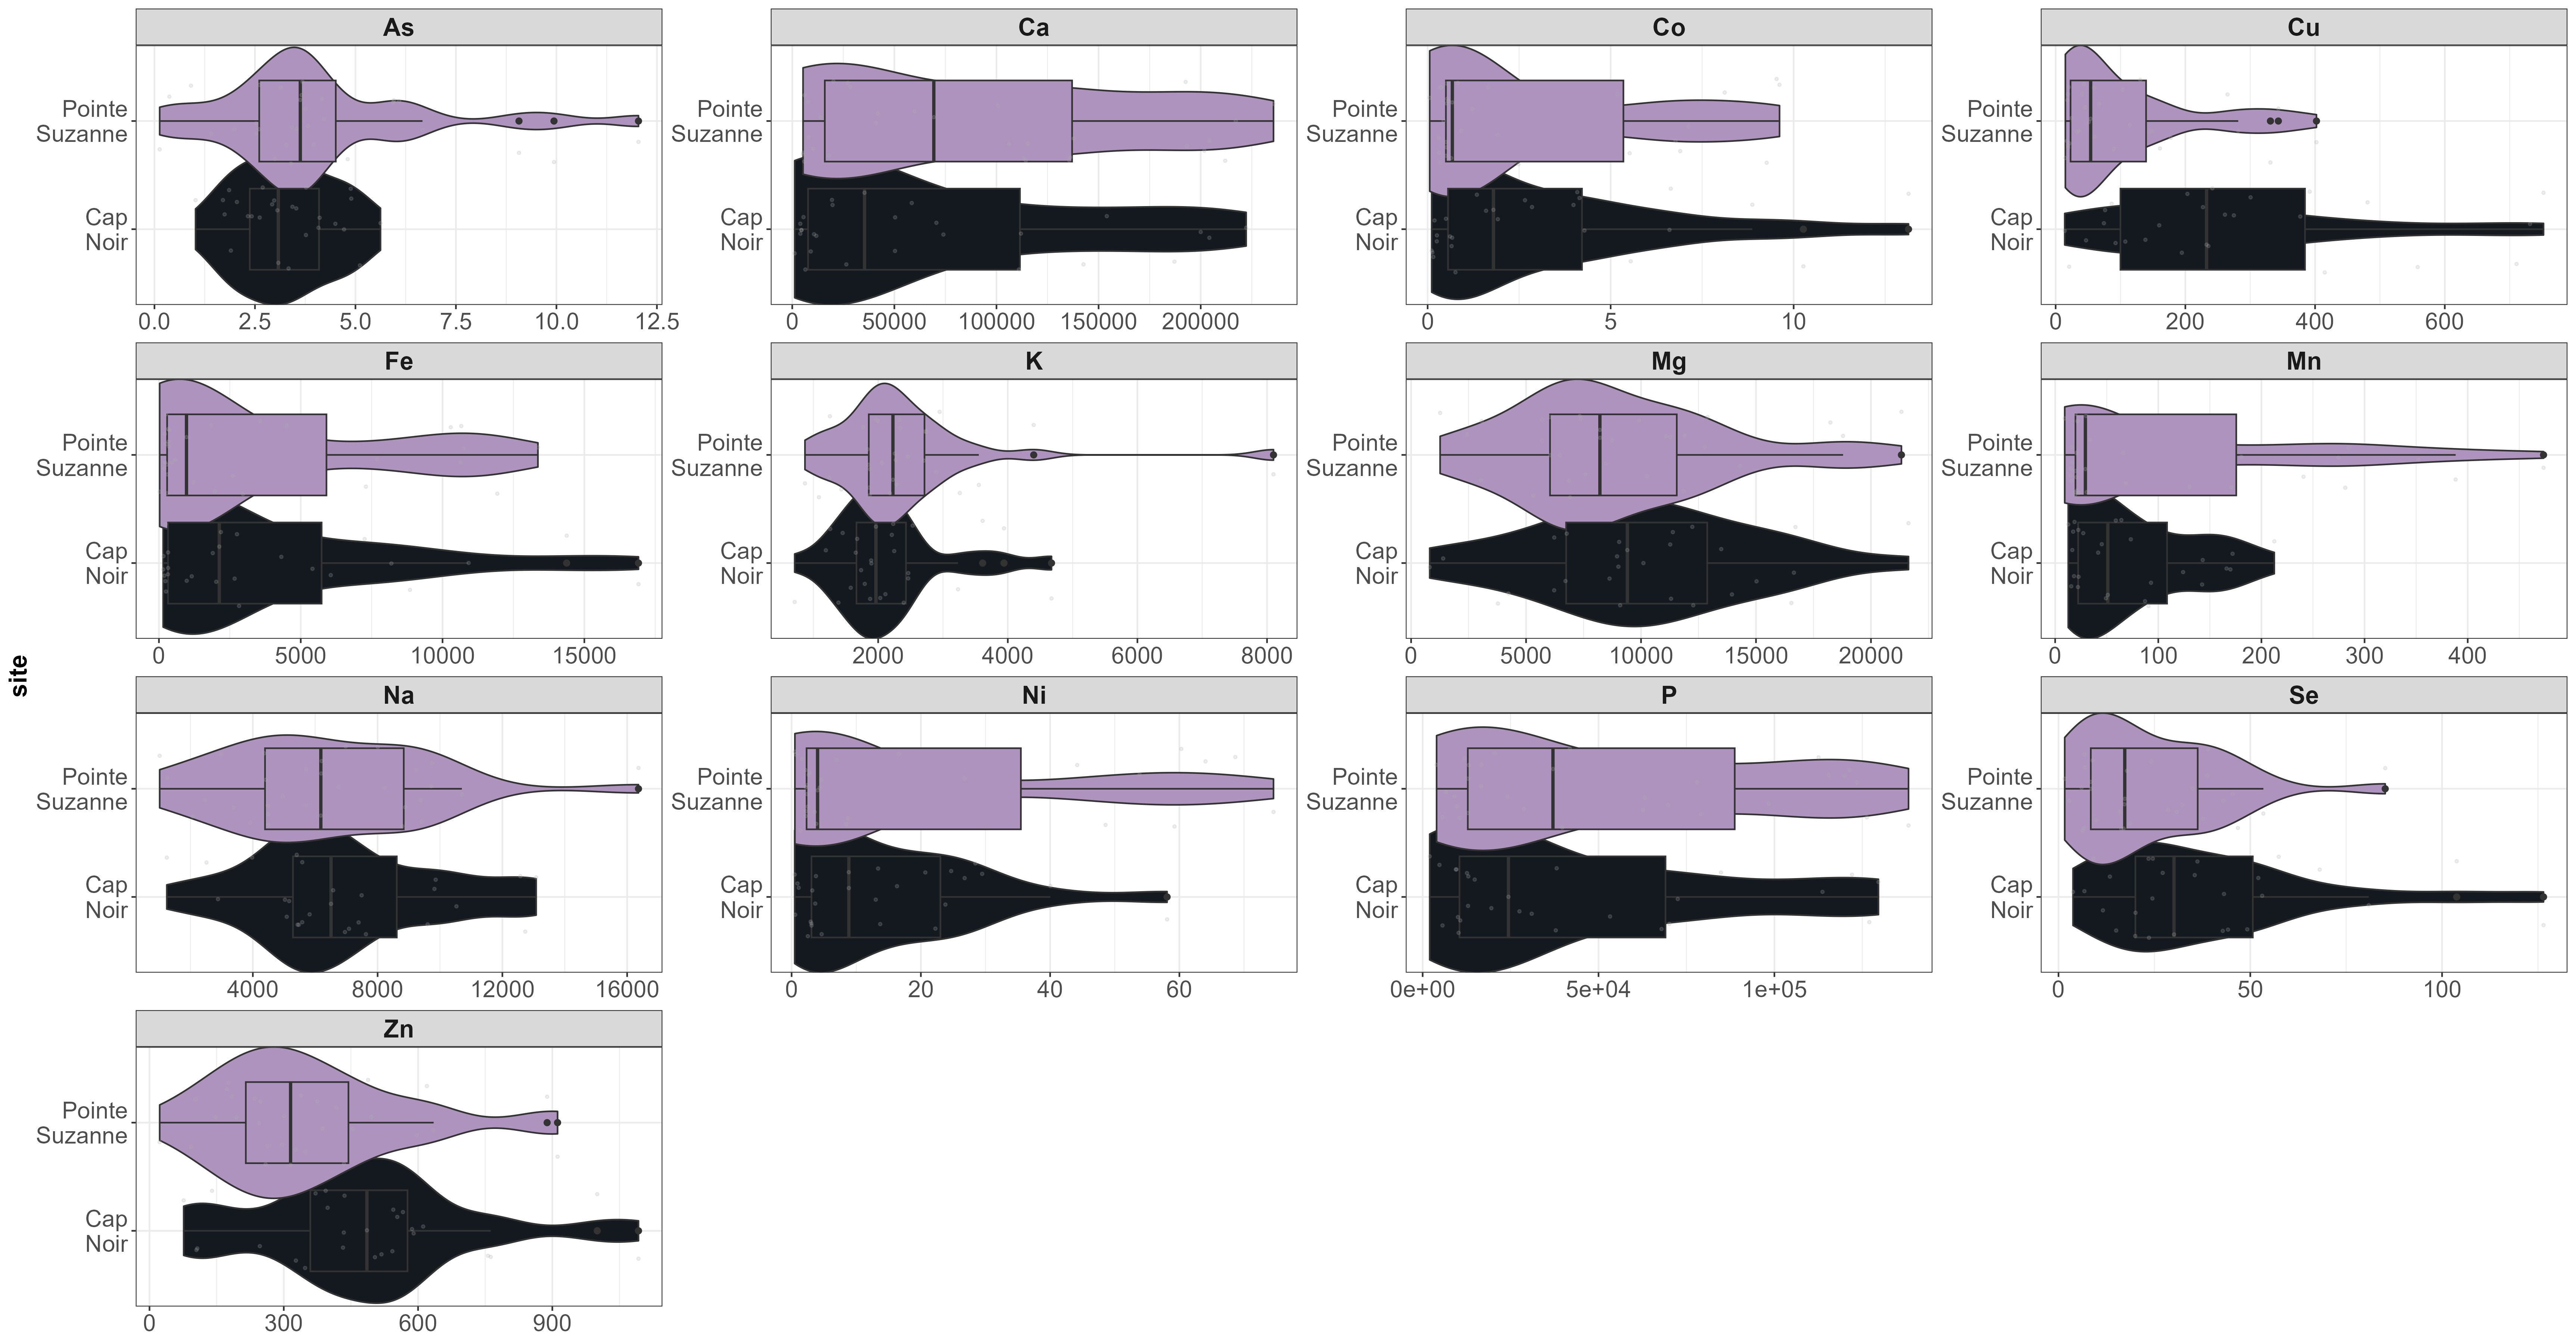 As
Ca
Co
Cu
Pointe
Suzanne
Cap
Noir
0.0 2.5 5.0 7.5 10.0 12.5
Pointe
Suzanne
Cap
Noir
0 50000 100000 150000 200000
Pointe
Suzanne
Cap
Noir
0 5 10
Pointe
Suzanne
Cap
Noir
0 200 400 600
Fe
K
Mg
Mn
Pointe
Suzanne
Cap
Noir
0 5000 10000 15000
Pointe
Suzanne
Cap
Noir
2000 4000 6000 8000
Pointe
Suzanne
Cap
Noir
0 5000 10000 15000 20000
Pointe
Suzanne
Cap
Noir
0 100 200 300 400
site
Na
Ni
P
Se
Pointe
Suzanne
Cap
Noir
4000 8000 12000 16000
Pointe
Suzanne
Cap
Noir
0 20 40 60
Pointe
Suzanne
Cap
Noir
0e+00 5e+04 1e+05
Pointe
Suzanne
Cap
Noir
0 50 100
Zn
Pointe
Suzanne
Cap
Noir
0 300 600 900